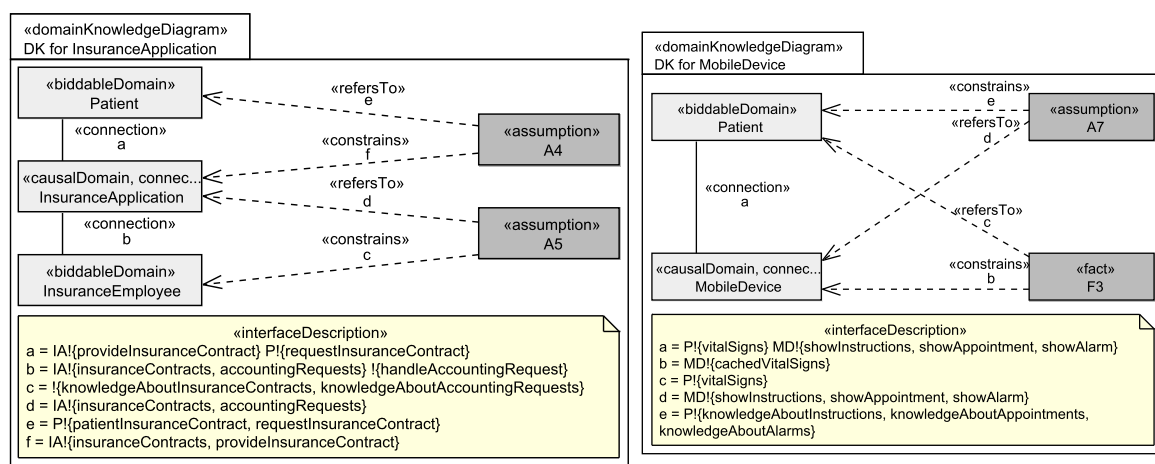 «domainKnowledgeDiagram»
DK for InsuranceApplication
«biddableDomain»
Patient
«connection»
a
«causalDomain, connec...
InsuranceApplication
«connection»
b
«biddableDomain»
InsuranceEmployee
«refersTo»
e
«constrains»
f
«refersTo»
d
«constrains»
c
«assumption»
A4
«assumption»
A5
«interfaceDescription»
a = IA!{provideInsuranceContract} P!{requestInsuranceContract}
b = IA!{insuranceContracts, accountingRequests} !{handleAccountingRequest}
c = !{knowledgeAboutInsuranceContracts, knowledgeAboutAccountingRequests}
d = IA!{insuranceContracts, accountingRequests}
e = P!{patientInsuranceContract, requestInsuranceContract}
f = IA!{insuranceContracts, provideInsuranceContract}
«domainKnowledgeDiagram»
DK for MobileDevice
«biddableDomain»
Patient
«connection»
a
«causalDomain, connec...
MobileDevice
«constrains»
e
«refersTo»
d
«refersTo»
c
«constrains»
b
«assumption»
A7
«fact»
F3
«interfaceDescription»
a = P!{vitalSigns} MD!{showInstructions, showAppointment, showAlarm}
b = MD!{cachedVitalSigns}
c = P!{vitalSigns}
d = MD!{showInstructions, showAppointment, showAlarm}
e = P!{knowledgeAboutInstructions, knowledgeAboutAppointments,
knowledgeAboutAlarms}